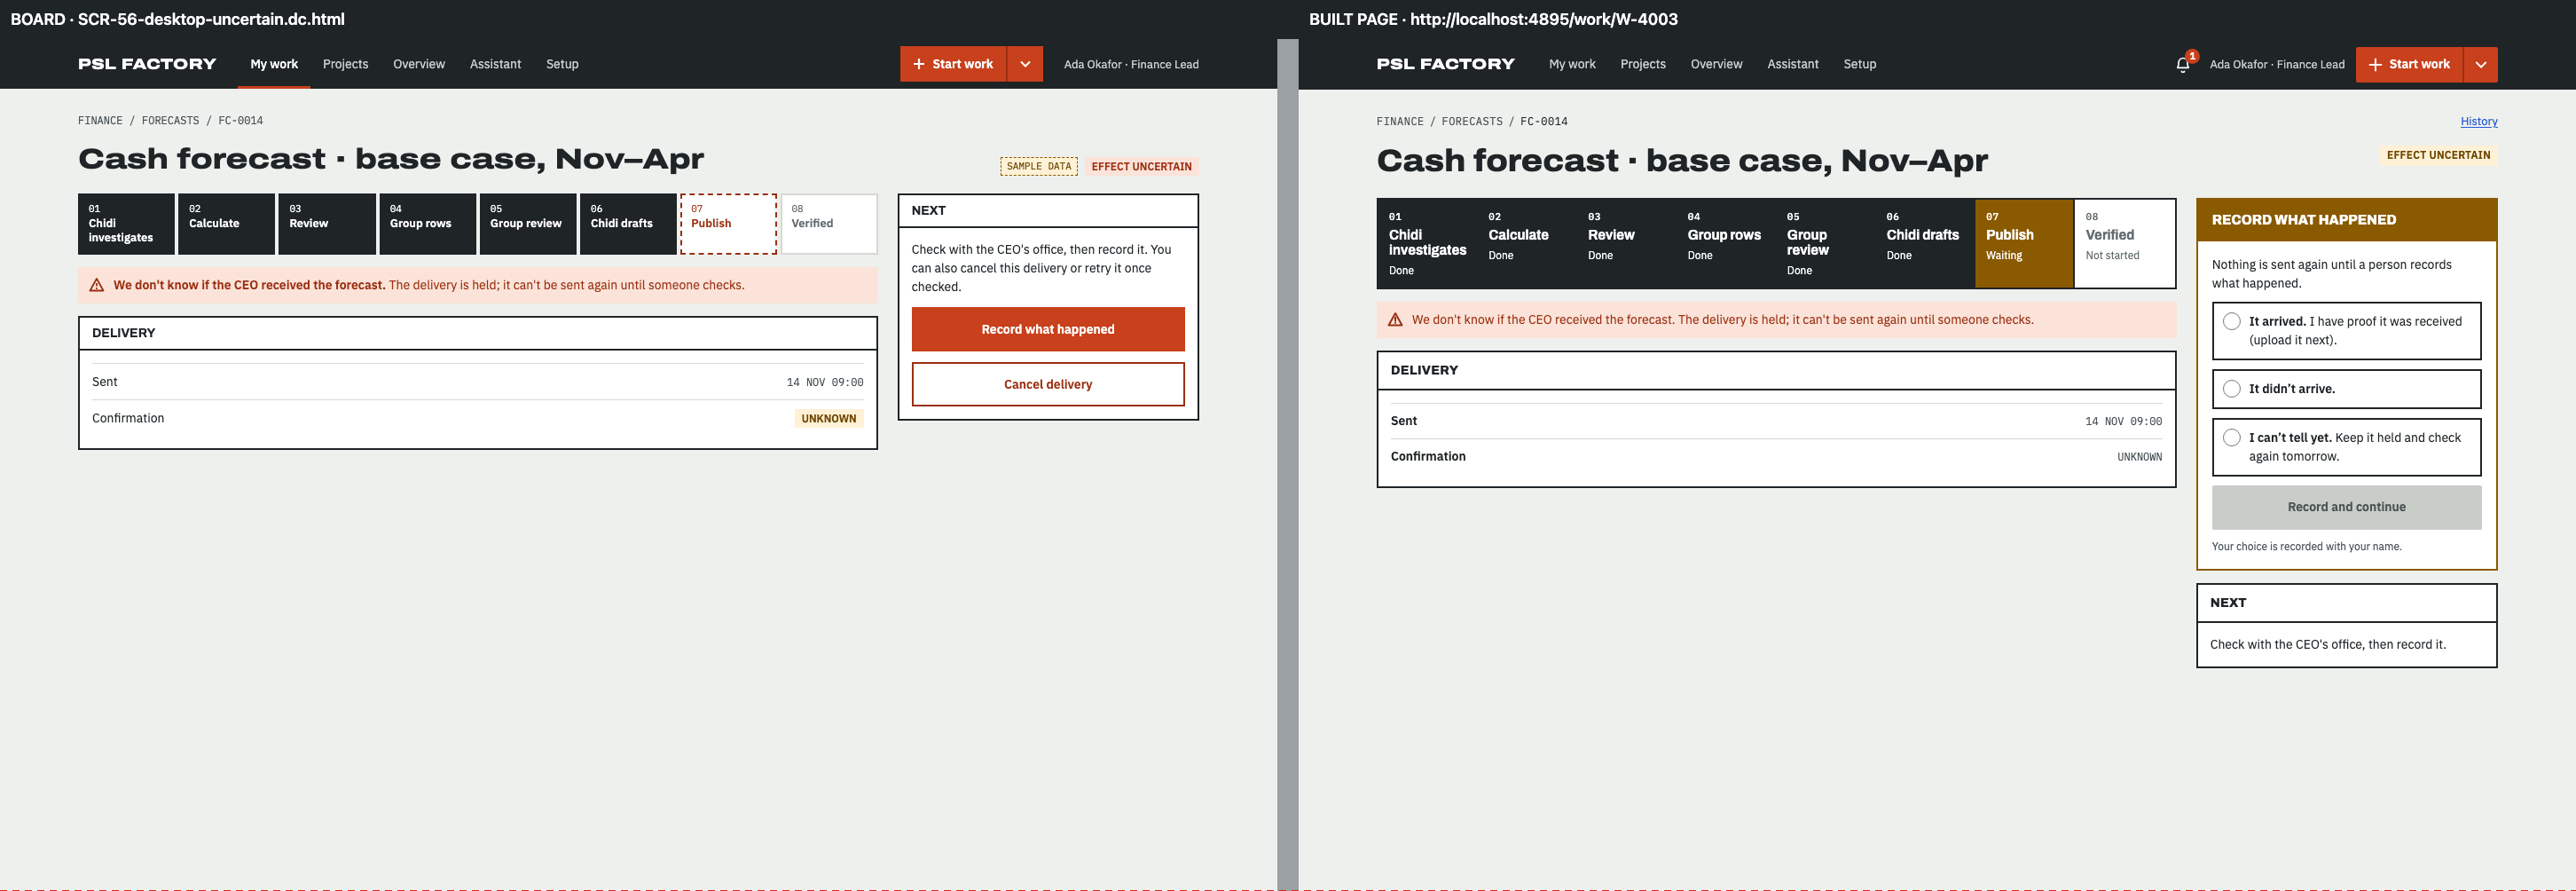 BOARD · SCR-56-desktop-uncertain.dc.html
PSL FACTORY
My work
Projects
Overview
Assistant
Setup
+ Start work
Ada Okafor · Finance Lead
FINANCE / FORECASTS / FC-0014
Cash forecast · base case, Nov–Apr
SAMPLE DATA
EFFECT UNCERTAIN
01
Chidi
investigates
02
Calculate
03
Review
04
Group rows
05
Group review
06
Chidi drafts
07
Publish
08
Verified
We don't know if the CEO received the forecast. The delivery is held; it can't be sent again until someone checks.
DELIVERY
Sent
14 NOV 09:00
Confirmation
UNKNOWN
NEXT
Check with the CEO's office, then record it. You
can also cancel this delivery or retry it once
checked.
Record what happened
Cancel delivery
BUILT PAGE · http://localhost:4895/work/W-4003
PSL FACTORY
My work
Projects
Overview
Assistant
Setup
1
Ada Okafor · Finance Lead
+ Start work
FINANCE / FORECASTS / FC-0014
History
Cash forecast · base case, Nov–Apr
EFFECT UNCERTAIN
01
Chidi
investigates
Done
02
Calculate
Done
03
Review
Done
04
Group rows
Done
05
Group
review
Done
06
Chidi drafts
Done
07
Publish
Waiting
08
Verified
Not started
We don't know if the CEO received the forecast. The delivery is held; it can't be sent again until someone checks.
DELIVERY
Sent
14 NOV 09:00
Confirmation
UNKNOWN
RECORD WHAT HAPPENED
Nothing is sent again until a person records
what happened.
It arrived. I have proof it was received
(upload it next).
It didn’t arrive.
I can’t tell yet. Keep it held and check
again tomorrow.
Record and continue
Your choice is recorded with your name.
NEXT
Check with the CEO's office, then record it.